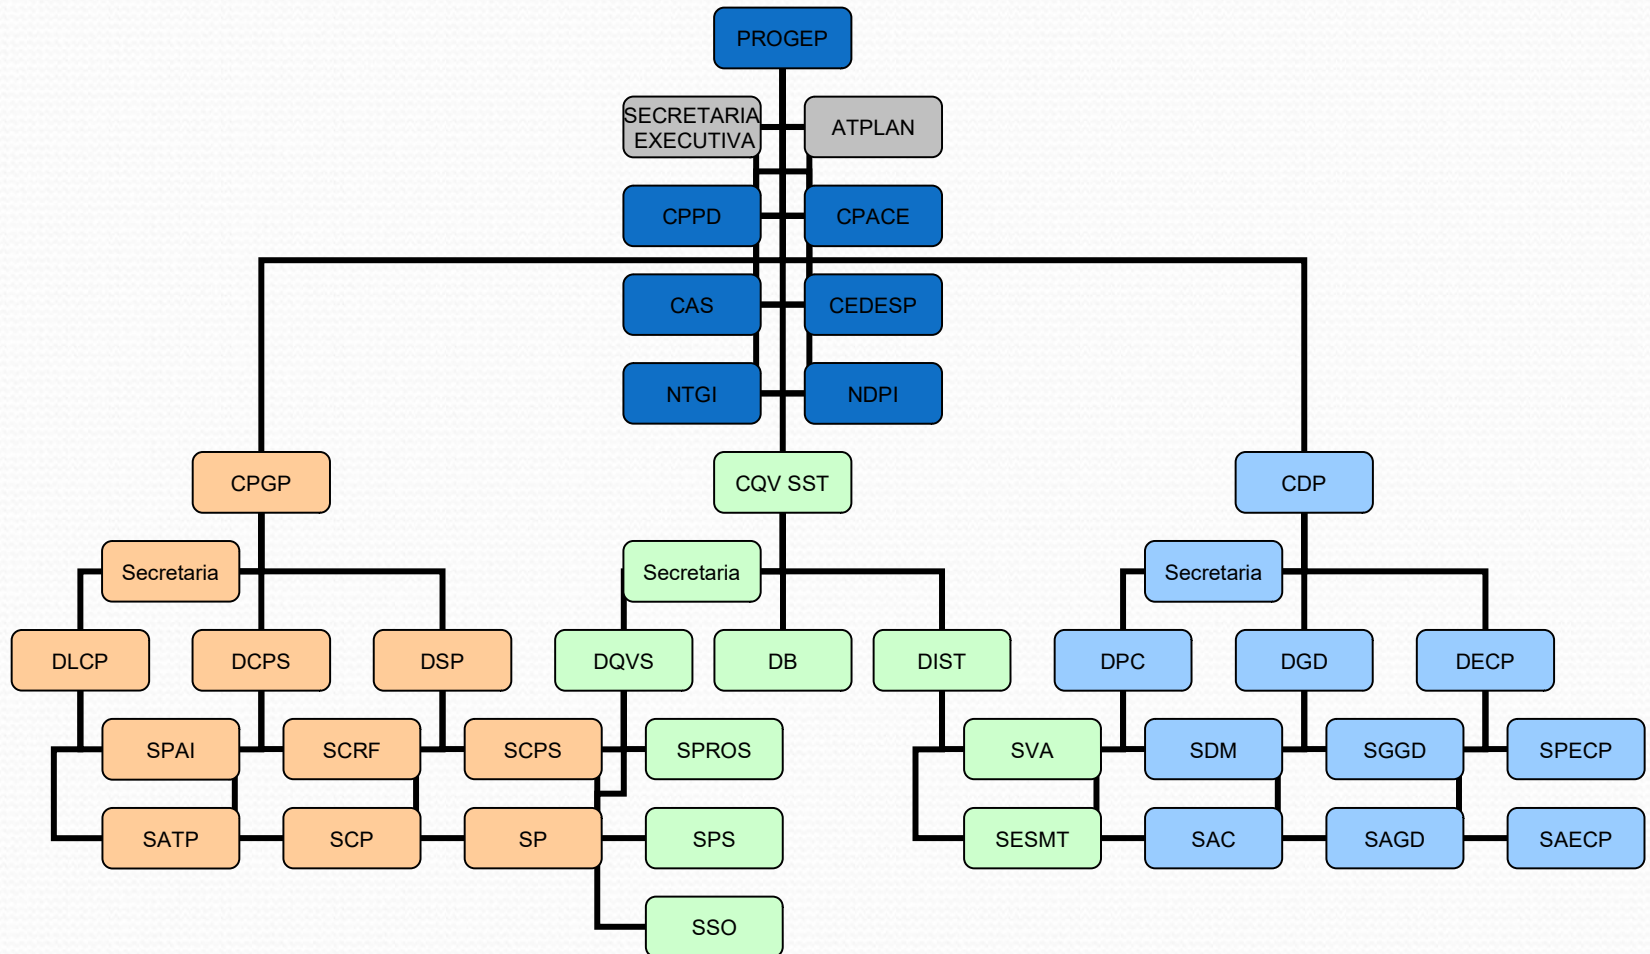 PROGEP
SECRETARIA
EXECUTIVA
ATPLAN
CPPD
CPACE
CAS
CEDESP
NTGI
NDPI
CPGP
CQV SST
CDP
Secretaria
Secretaria
Secretaria
DLCP
DCPS
DSP
DQVS
DB
DIST
DPC
DGD
DECP
SPAI
SCRF
SCPS
SPROS
SVA
SDM
SGGD
SPECP
SATP
SCP
SP
SPS
SESMT
SAC
SAGD
SAECP
SSO